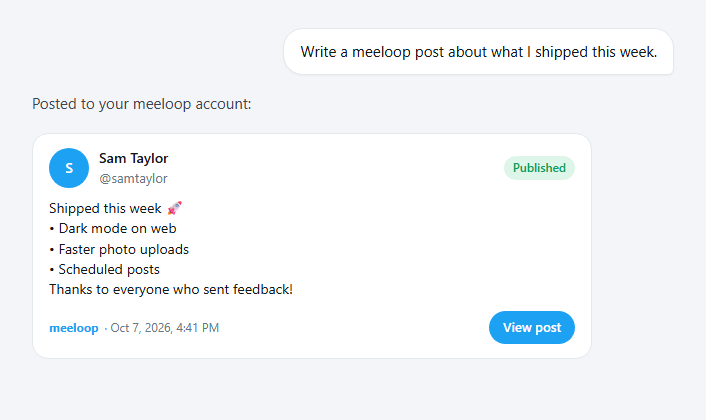 Write a meeloop post about what I shipped this week.
Posted to your meeloop account:
S
Sam Taylor
@samtaylor
Published
Shipped this week 🚀
• Dark mode on web
• Faster photo uploads
• Scheduled posts
Thanks to everyone who sent feedback!
meeloop · Oct 7, 2026, 4:41 PM
View post